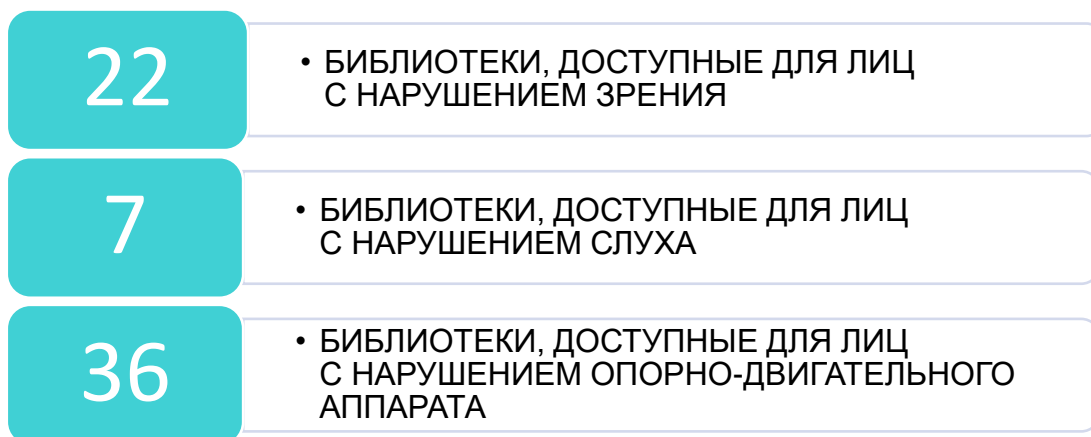 22
• БИБЛИОТЕКИ, ДОСТУПНЫЕ ДЛЯ ЛИЦ
С НАРУШЕНИЕМ ЗРЕНИЯ
7
• БИБЛИОТЕКИ, ДОСТУПНЫЕ ДЛЯ ЛИЦ
С НАРУШЕНИЕМ СЛУХА
36
• БИБЛИОТЕКИ, ДОСТУПНЫЕ ДЛЯ ЛИЦ
С НАРУШЕНИЕМ ОПОРНО-ДВИГАТЕЛЬНОГО
АППАРАТА